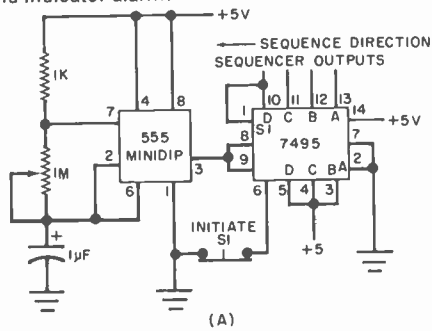 +5V
SEQUENCE DIRECTION
SEQUENCER OUTPUTS
1K
4 8
1 D 10 C 11 B 12 A 13
SI
14
+5V
7
555
MINIDIP
7495
8
9
7
2
2
3
1M
6
1
6
D C B A
5 4 3
+5
INITIATE
S1
+
1µF
(A)